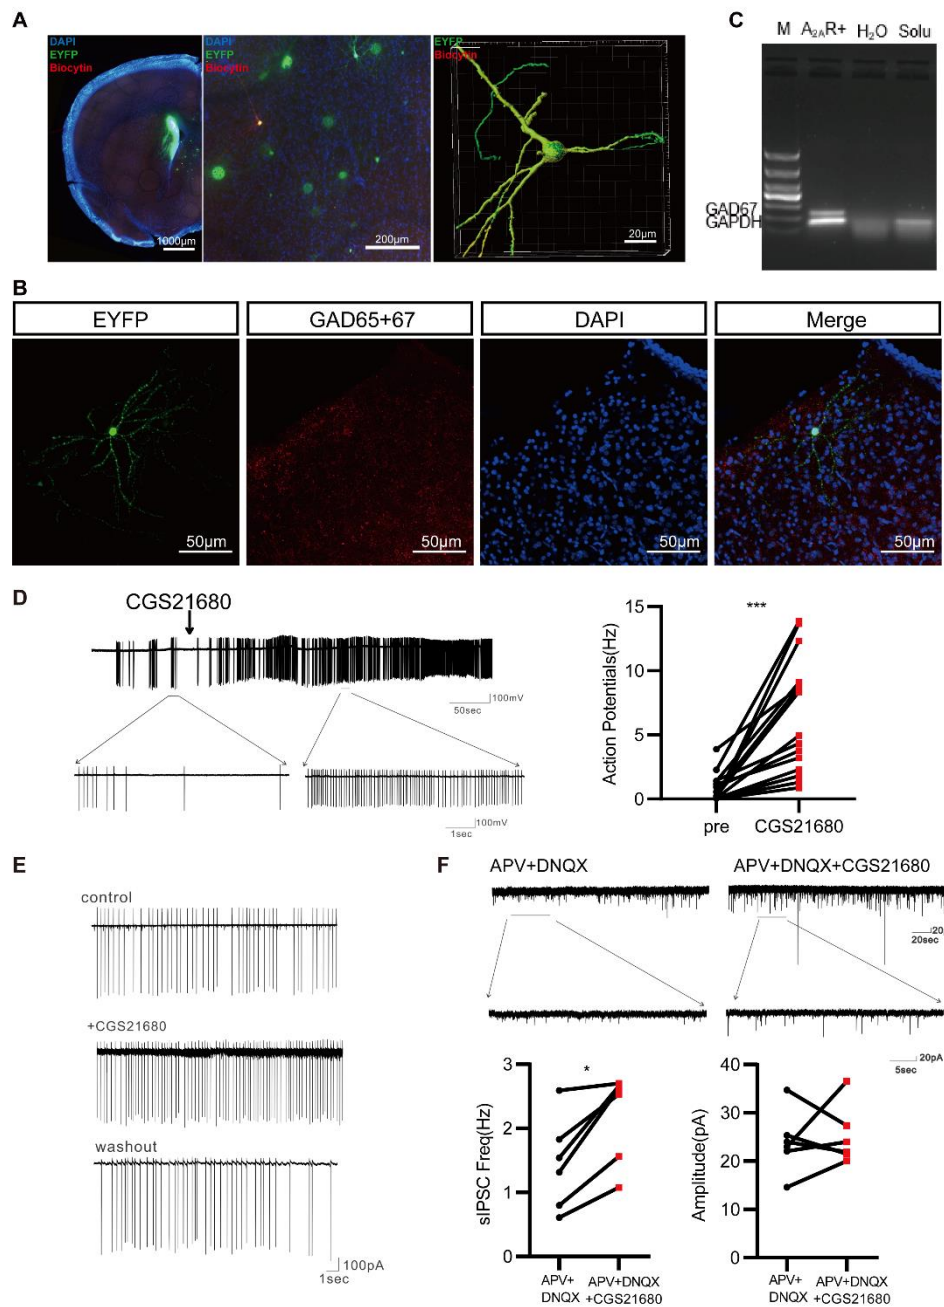 A
DAPI
EYFP
Biocytin
1000µm
DAPI
EYFP
Biocytin
200µm
EYFP
Biocytin
20µm
C
M A₂ₐR+ H₂O Solu
GAD67
GAPDH
B
EYFP GAD65+67 DAPI Merge
50µm 50µm 50µm 50µm
D
CGS21680
100mV
50sec
100mV
1sec
***
Action Potentials(Hz)
15
10
5
0
pre CGS21680
E
control
+CGS21680
washout
100pA
1sec
F
APV+DNQX APV+DNQX+CGS21680
20
20sec
20pA
5sec
*
sIPSC Freq(Hz)
3
2
1
0
APV+ APV+DNQX
DNQX +CGS21680
Amplitude(pA)
40
30
20
10
0
APV+ APV+DNQX
DNQX +CGS21680